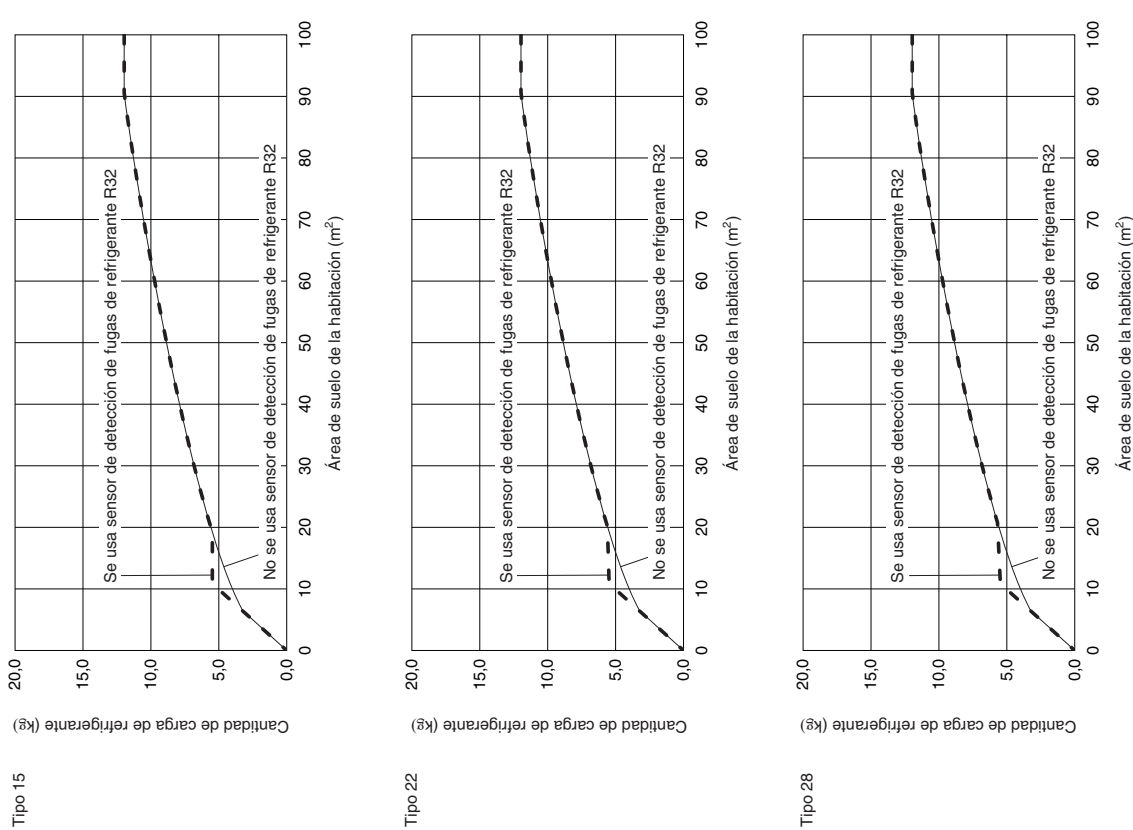 Tipo 15
Cantidad de carga de refrigerante (kg)
20,0
15,0
10,0
5,0
0,0
Se usa sensor de detección de fugas de refrigerante R32
No se usa sensor de detección de fugas de refrigerante R32
0 10 20 30 40 50 60 70 80 90 100
Área de suelo de la habitación (m²)
Tipo 22
Cantidad de carga de refrigerante (kg)
20,0
15,0
10,0
5,0
0,0
Se usa sensor de detección de fugas de refrigerante R32
No se usa sensor de detección de fugas de refrigerante R32
0 10 20 30 40 50 60 70 80 90 100
Área de suelo de la habitación (m²)
Tipo 28
Cantidad de carga de refrigerante (kg)
20,0
15,0
10,0
5,0
0,0
Se usa sensor de detección de fugas de refrigerante R32
No se usa sensor de detección de fugas de refrigerante R32
0 10 20 30 40 50 60 70 80 90 100
Área de suelo de la habitación (m²)